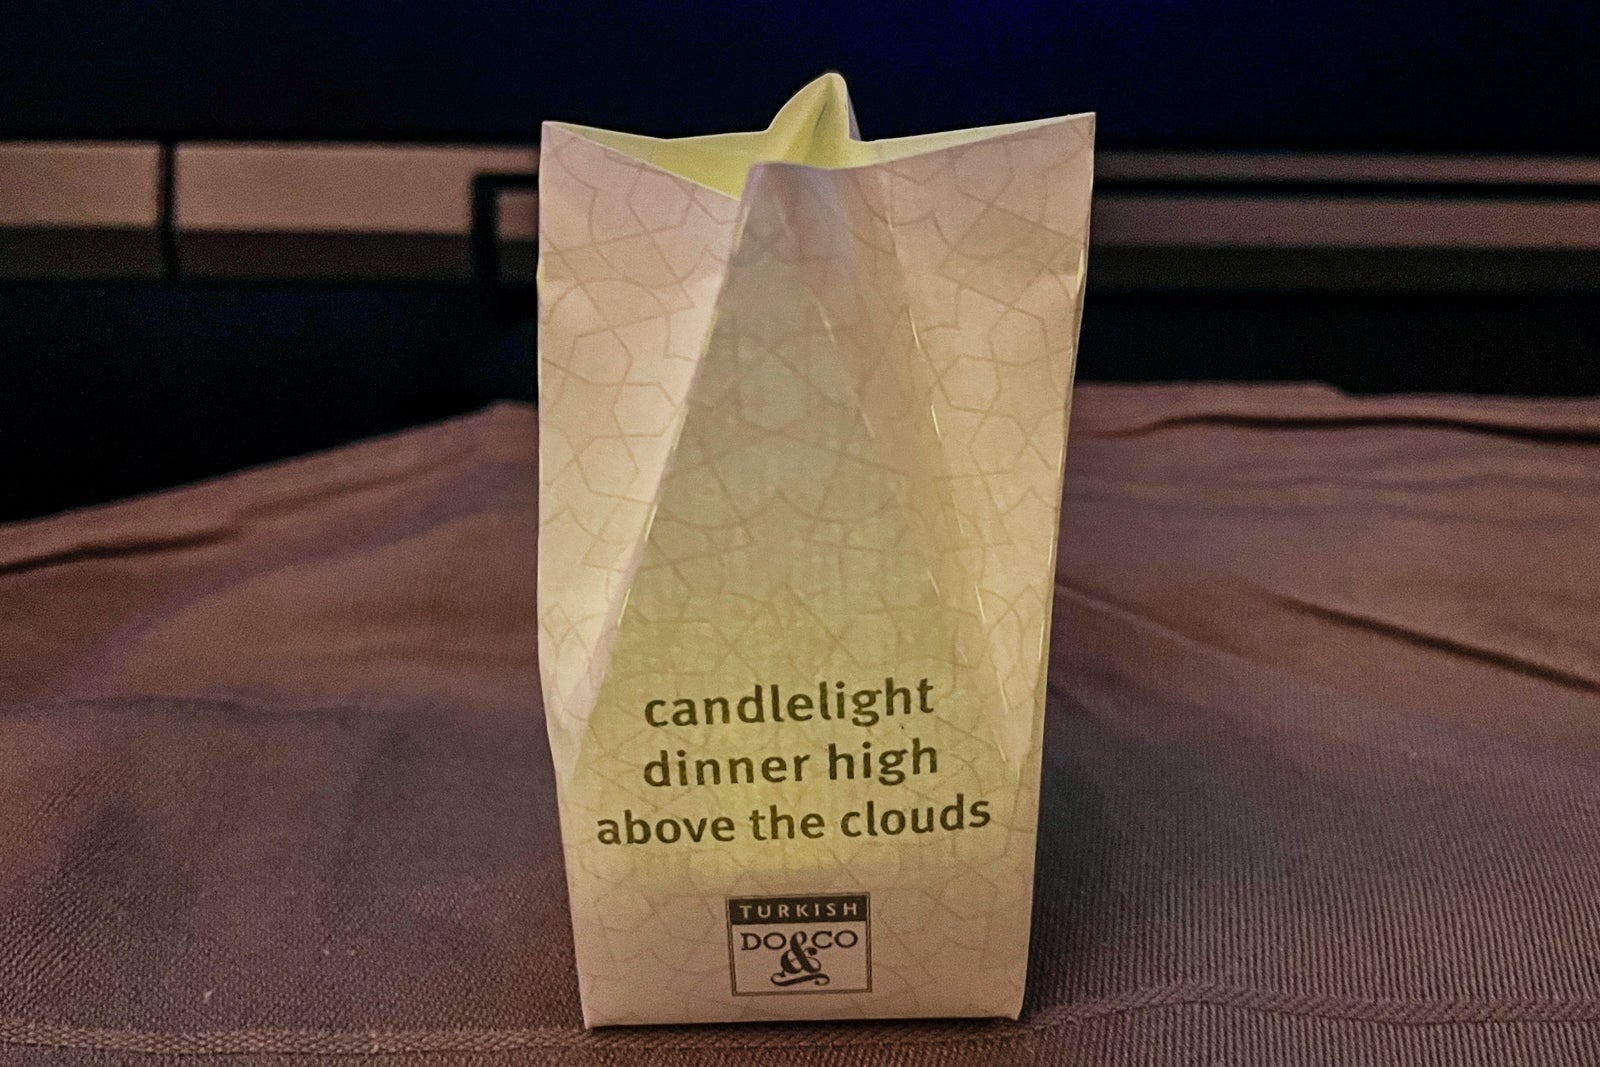 candlelight
dinner high
above the clouds
TURKISH
DO&CO